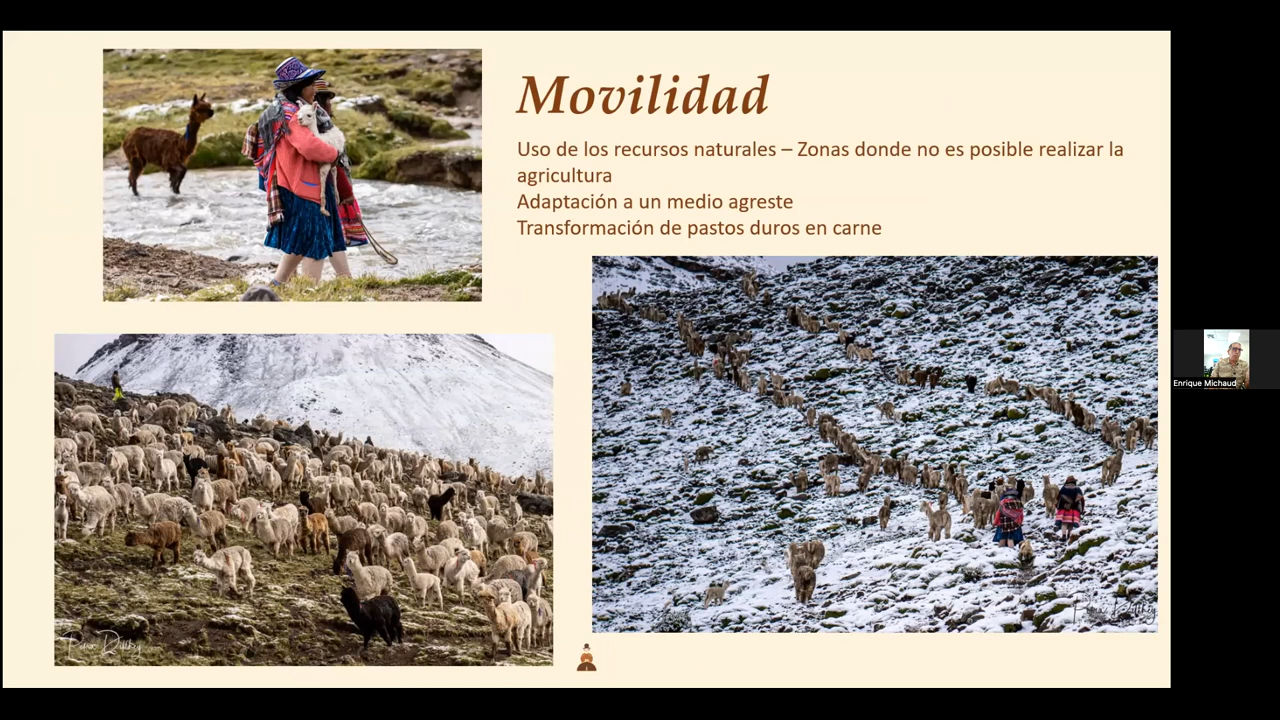 Movilidad
Uso de los recursos naturales – Zonas donde no es posible realizar la
agricultura
Adaptación a un medio agreste
Transformación de pastos duros en carne
Enrique Michaud